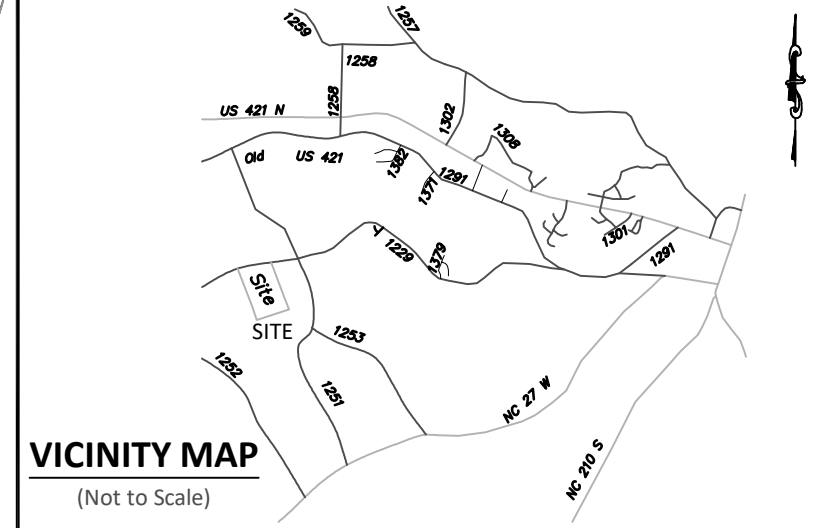 1259
1257
1258
1258
US 421 N
1302
1308
Old US 421
1382
1291
1371
1301
1291
1229
1379
Site
SITE
1253
1252
1251
NC 27 W
NC 210 S
VICINITY MAP
(Not to Scale)